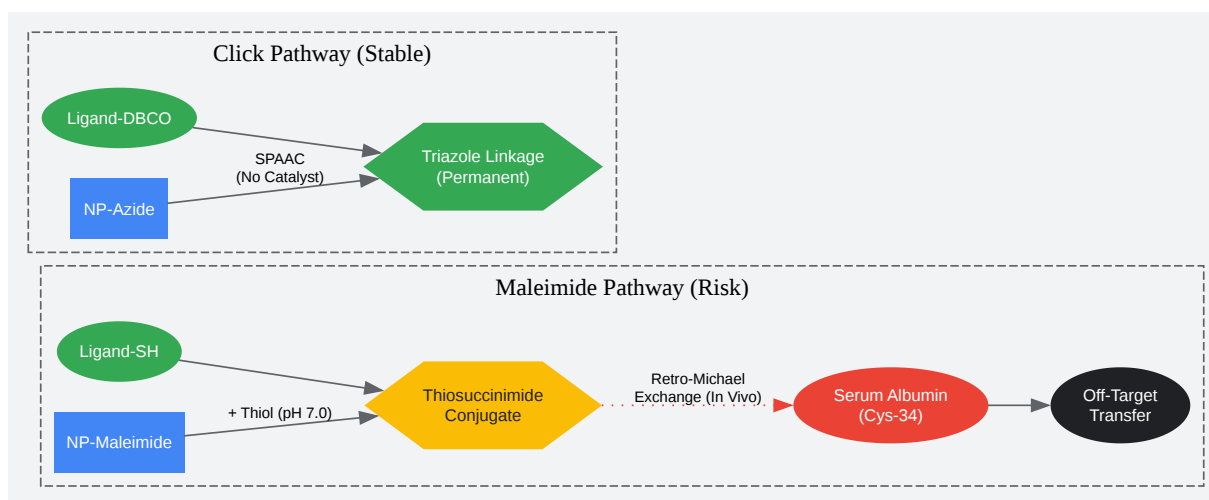 Click Pathway (Stable)
Ligand-DBCO
SPAAC
(No Catalyst)
Triazole Linkage
(Permanent)
NP-Azide
Maleimide Pathway (Risk)
Ligand-SH
Thiosuccinimide
Conjugate
Retro-Michael
Exchange (In Vivo)
Serum Albumin
(Cys-34)
Off-Target
Transfer
+ Thiol (pH 7.0)
NP-Maleimide